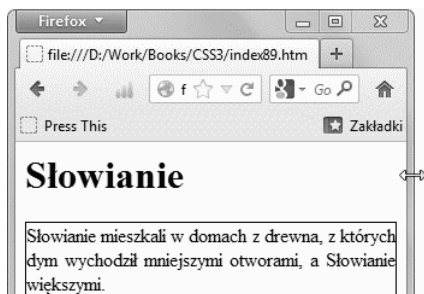 Firefox
file:///D:/Work/Books/CSS3/index89.htm
f
Go
Press This
Zakładki
Słowianie
Słowianie mieszkali w domach z drewna, z których
dym wychodził mniejszymi otworami, a Słowianie
większymi.